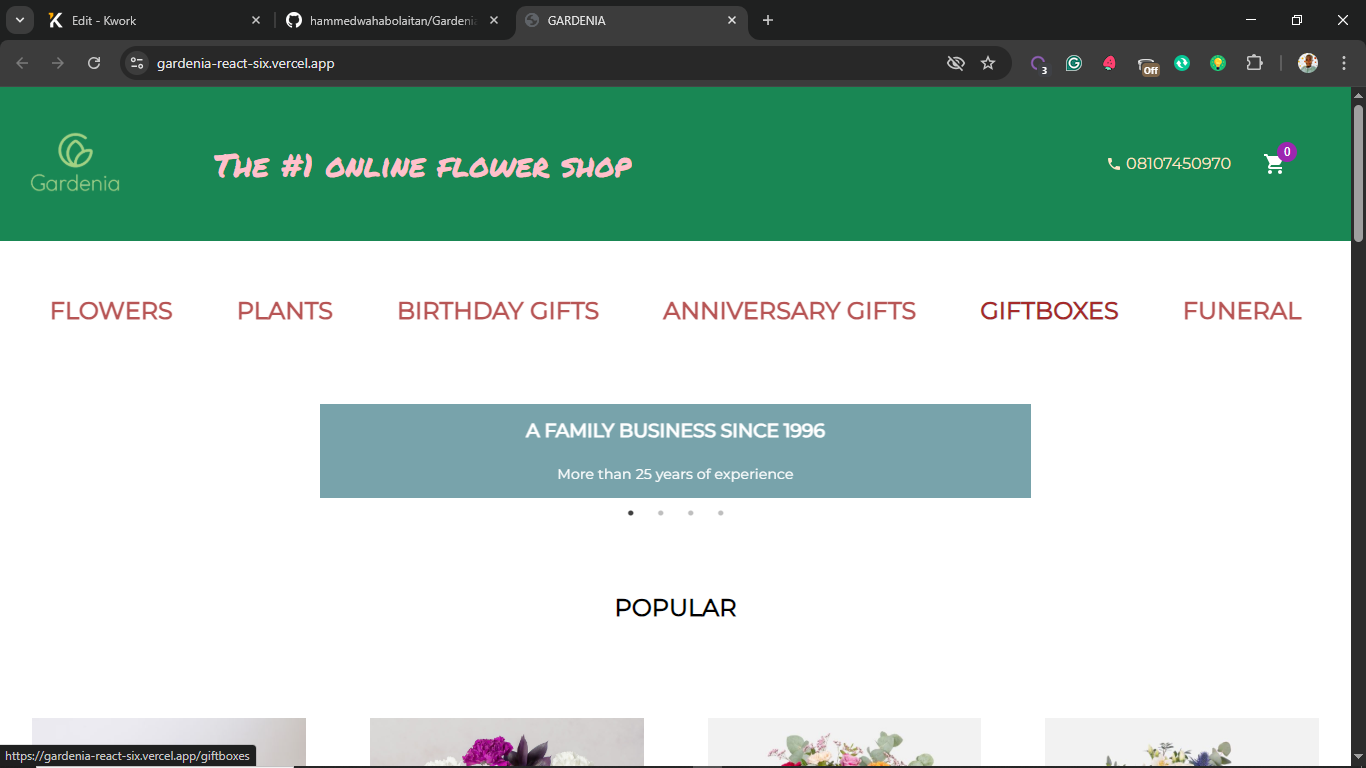 Edit - Kwork
hammedwahabolaitan/Gardenia
GARDENIA
gardenia-react-six.vercel.app
3
Off
Gardenia
The #1 online flower shop
08107450970
0
FLOWERS PLANTS BIRTHDAY GIFTS ANNIVERSARY GIFTS GIFTBOXES FUNERAL
A FAMILY BUSINESS SINCE 1996
More than 25 years of experience
POPULAR
https://gardenia-react-six.vercel.app/giftboxes